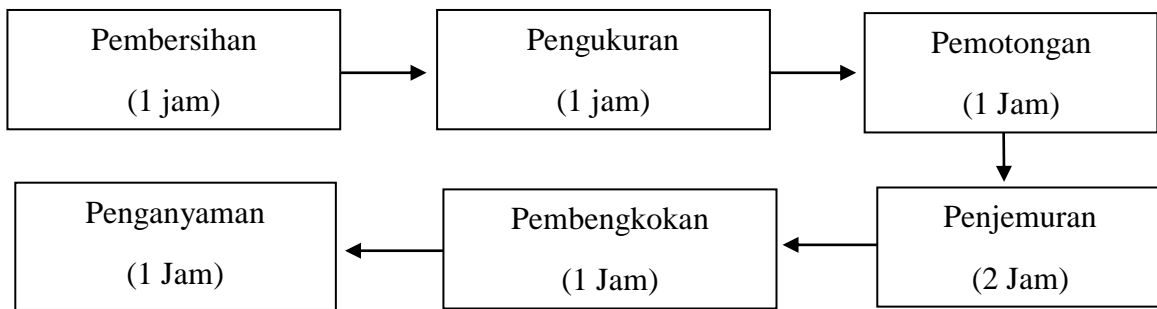 Pembersihan
(1 jam)
Pengukuran
(1 jam)
Pemotongan
(1 Jam)
Penjemuran
(2 Jam)
Pembengkokan
(1 Jam)
Penganyaman
(1 Jam)